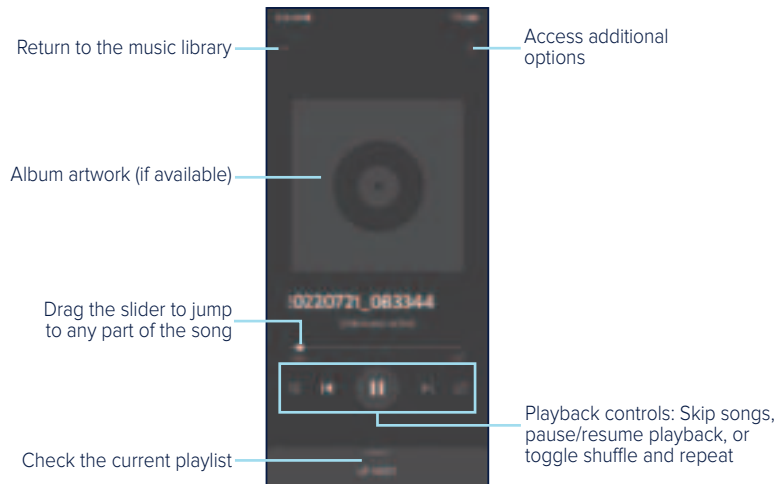 Return to the music library
Access additional
options
Album artwork (if available)
Drag the slider to jump
to any part of the song
Playback controls: Skip songs,
pause/resume playback, or
toggle shuffle and repeat
Check the current playlist